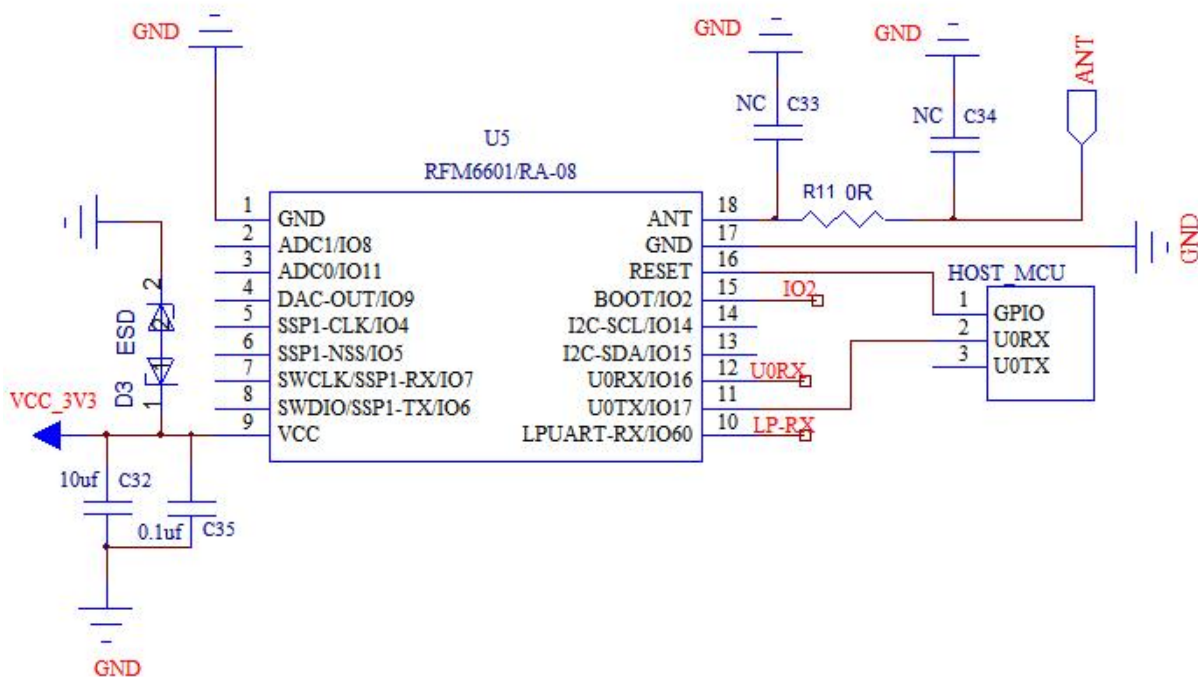 GND
GND
GND
ANT
NC C33
NC C34
U5
RFM6601/RA-08
R11 0R
1 GND
2 ADC1/IO8
3 ADC0/IO11
4 DAC-OUT/IO9
5 SSP1-CLK/IO4
6 SSP1-NSS/IO5
7 SWCLK/SSP1-RX/IO7
8 SWDIO/SSP1-TX/IO6
9 VCC
ANT 18
GND 17
RESET 16
BOOT/IO2 15
I2C-SCL/IO14 14
I2C-SDA/IO15 13
U0RX/IO16 12
U0TX/IO17 11
LPUART-RX/IO60 10
IO2
U0RX
LP-RX
GND
HOST_MCU
1 GPIO
2 U0RX
3 U0TX
2
2
1
1
D3 ESD
VCC_3V3
10uf C32
0.1uf C35
GND